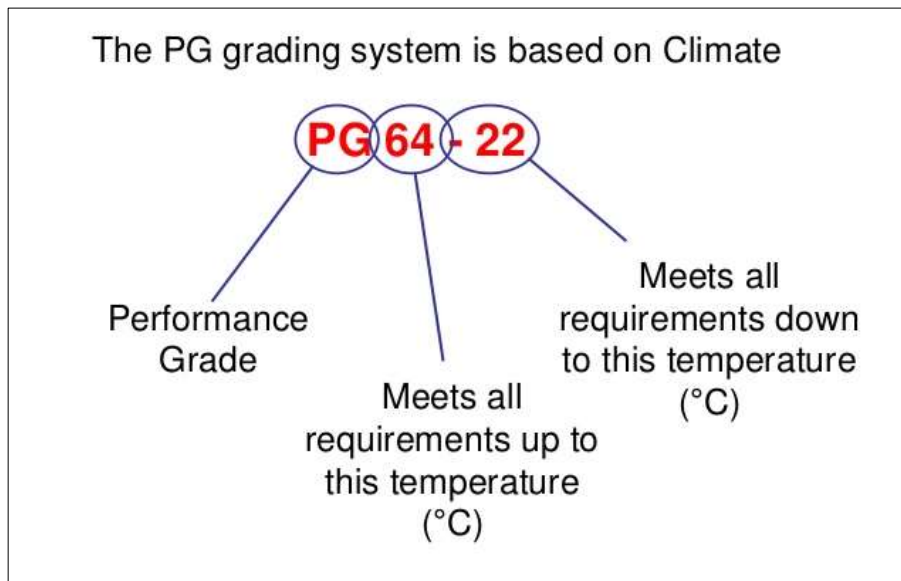 The PG grading system is based on Climate
PG 64 - 22
Performance
Grade
Meets all
requirements up to
this temperature
(°C)
Meets all
requirements down
to this temperature
(°C)